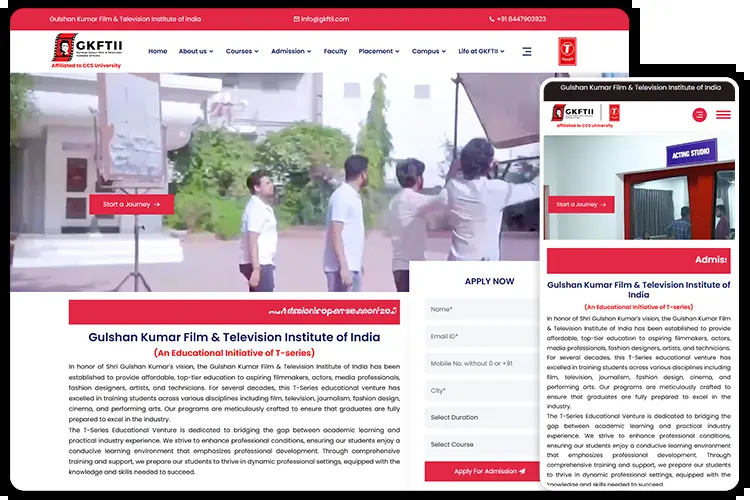 Gulshan Kumar Film & Television Institute of India
info@gkftii.com
+91 8447903923
GKFTII
Affiliated to CCS University
Home
About us
Courses
Admission
Faculty
Placement
Campus
Life at GKFTII
Start a Journey →
Gulshan Kumar Film & Television Institute of India
(An Educational Initiative of T-series)
In honor of Shri Gulshan Kumar's vision, the Gulshan Kumar Film & Television Institute of India has been
established to provide affordable, top-tier education to aspiring filmmakers, actors, media professionals,
fashion designers, artists, and technicians. For several decades, this T-Series educational venture has
excelled in training students across various disciplines including film, television, journalism, fashion design,
cinema, and performing arts. Our programs are meticulously crafted to ensure that graduates are fully
prepared to excel in the industry.
The T-Series Educational Venture is dedicated to bridging the gap between academic learning and
practical industry experience. We strive to enhance professional conditions, ensuring our students enjoy a
conducive learning environment that emphasizes professional development. Through comprehensive
training and support, we prepare our students to thrive in dynamic professional settings, equipped with the
knowledge and skills needed to succeed.
APPLY NOW
Name*
Email ID*
Mobile No. without 0 or +91
City*
Select Duration
Select Course
Apply For Admission
Gulshan Kumar Film & Television Institute of India
GKFTII
Affiliated to CCS University
ACTING STUDIO
Start a Journey →
Admis
Gulshan Kumar Film & Television Institute of
India
(An Educational Initiative of T-series)
In honor of Shri Gulshan Kumar's vision, the Gulshan Kumar Film
& Television Institute of India has been established to provide
affordable, top-tier education to aspiring filmmakers, actors,
media professionals, fashion designers, artists, and technicians.
For several decades, this T-Series educational venture has
excelled in training students across various disciplines including
film, television, journalism, fashion design, cinema, and
performing arts. Our programs are meticulously crafted to
ensure that graduates are fully prepared to excel in the
industry.
The T-Series Educational Venture is dedicated to bridging the
gap between academic learning and practical industry
experience. We strive to enhance professional conditions,
ensuring our students enjoy a conducive learning environment
that emphasizes professional development. Through
comprehensive training and support, we prepare our students to
thrive in dynamic professional settings, equipped with the
knowledge and skills needed to succeed.